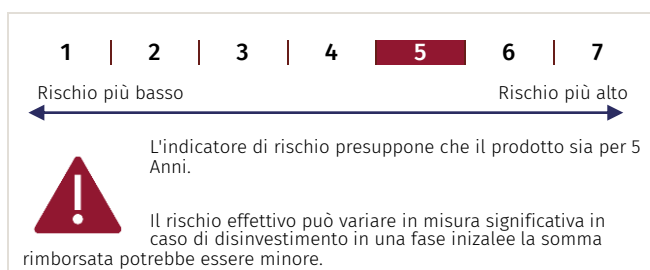 1 2 3 4 5 6 7
Rischio più basso Rischio più alto
L'indicatore di rischio presuppone che il prodotto sia per 5
Anni.
Il rischio effettivo può variare in misura significativa in
caso di disinvestimento in una fase inizalee la somma
rimborsata potrebbe essere minore.